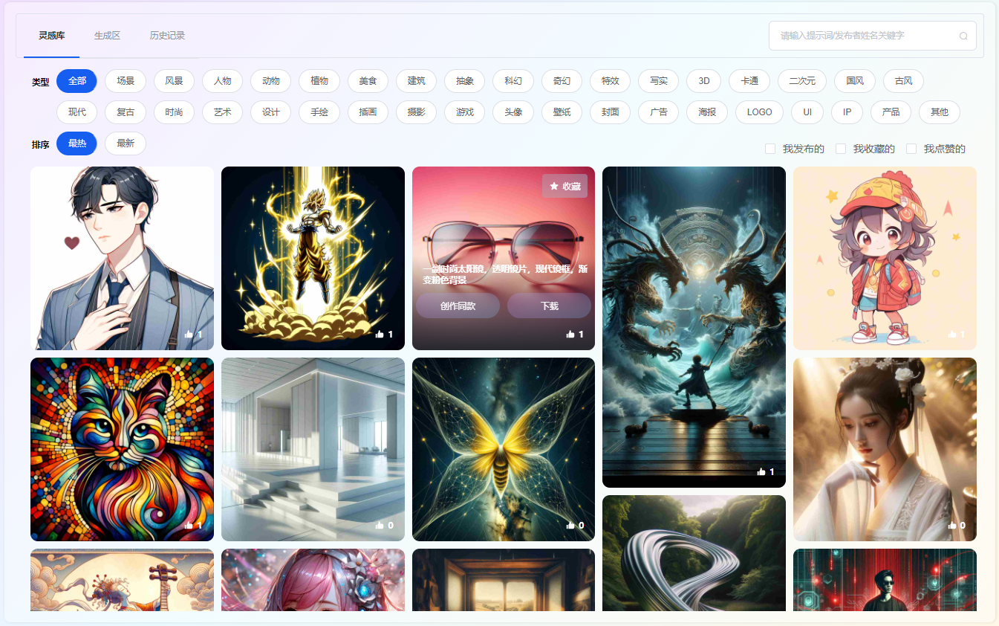 灵感库 生成区 历史记录 请输入提示词/发布者姓名关键字
类型 全部 场景 风景 人物 动物 植物 美食 建筑 抽象 科幻 奇幻 特效 写实 3D 卡通 二次元 国风 古风
现代 复古 时尚 艺术 设计 手绘 插画 摄影 游戏 头像 壁纸 封面 广告 海报 LOGO UI IP 产品 其他
排序 最热 最新 我发布的 我收藏的 我点赞的
收藏
一副时尚太阳镜，透明镜片，现代镜框，渐
变粉色背景
创作同款 下载
1 1 1 1
1
1 0 0 0